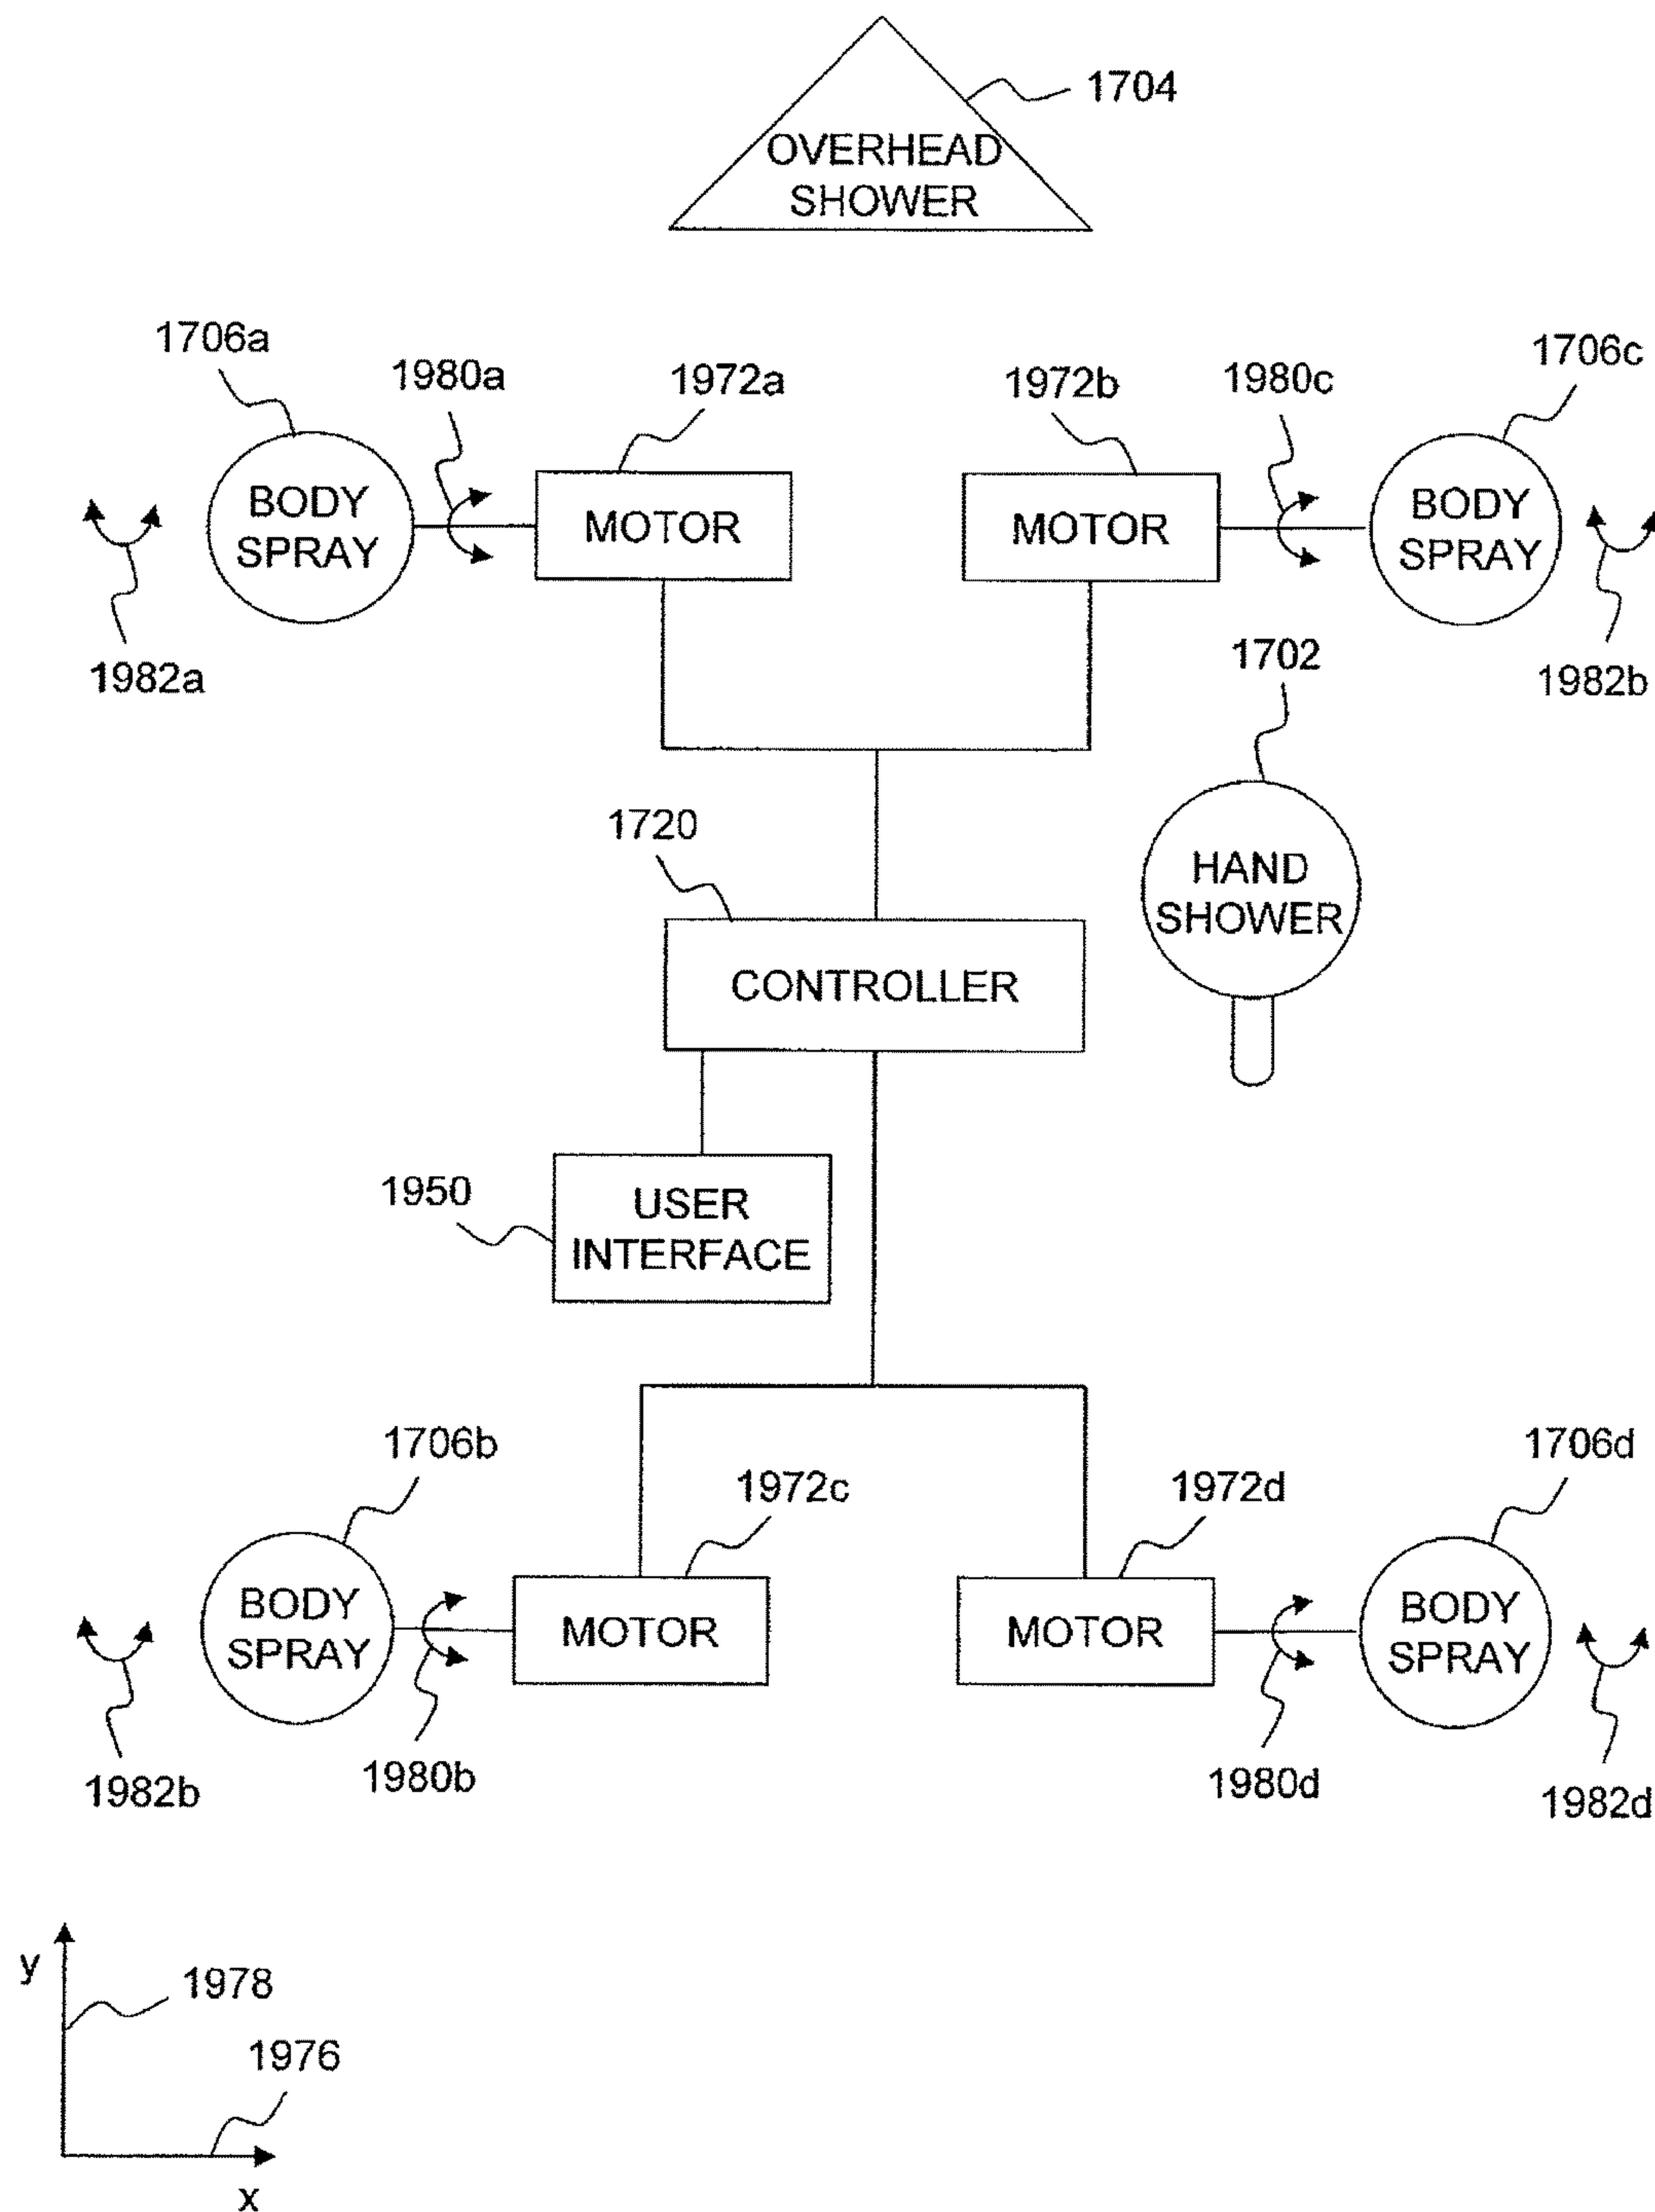 1704
OVERHEAD
SHOWER
1706a
1980a
1972a
1972b
1980c
1706c
BODY
SPRAY
MOTOR
MOTOR
BODY
SPRAY
1982a
1702
1982b
1720
HAND
SHOWER
CONTROLLER
1950
USER
INTERFACE
1706b
1972c
1972d
1706d
BODY
SPRAY
MOTOR
MOTOR
BODY
SPRAY
1982b
1980b
1980d
1982d
y
1978
1976
x